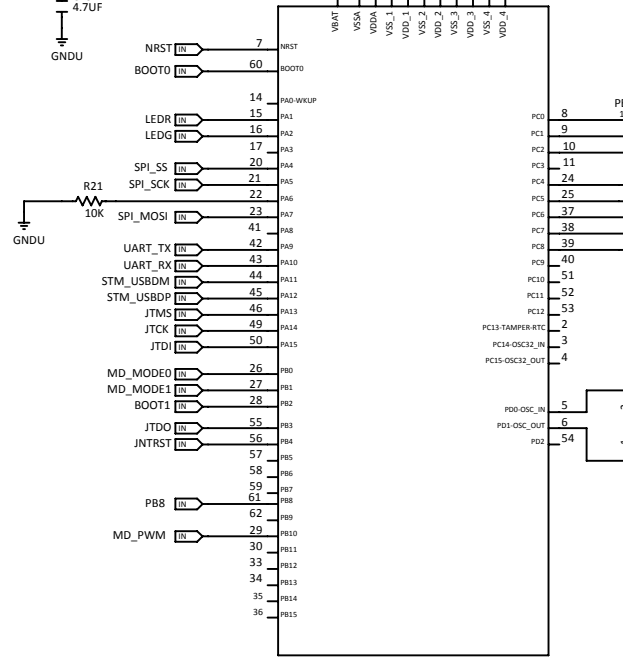 4.7UF
GNDU
VBAT
VSSA
VDDA
VSS_1
VDD_1
VSS_2
VDD_2
VSS_3
VDD_3
VSS_4
VDD_4
NRST IN 7 NRST
BOOT0 IN 60 BOOT0
14 PA0-WKUP
LEDR IN 15 PA1
LEDG IN 16 PA2
17 PA3
SPI_SS IN 20 PA4
SPI_SCK IN 21 PA5
R21
10K
GNDU
22 PA6
SPI_MOSI IN 23 PA7
41 PA8
UART_TX IN 42 PA9
UART_RX IN 43 PA10
STM_USBDM IN 44 PA11
STM_USBDP IN 45 PA12
JTMS IN 46 PA13
JTCK IN 49 PA14
JTDI IN 50 PA15
MD_MODE0 IN 26 PB0
MD_MODE1 IN 27 PB1
BOOT1 IN 28 PB2
JTDO IN 55 PB3
JNTRST IN 56 PB4
57 PB5
58 PB6
59 PB7
PB8 IN 61 PB8
62 PB9
MD_PWM IN 29 PB10
30 PB11
33 PB12
34 PB13
35 PB14
36 PB15
PC0 8
PC1 9
PC2 10
PC3 11
PC4 24
PC5 25
PC6 37
PC7 38
PC8 39
PC9 40
PC10 51
PC11 52
PC12 53
PC13-TAMPER-RTC 2
PC14-OSC32_IN 3
PC15-OSC32_OUT 4
PD0-OSC_IN 5
PD1-OSC_OUT 6
PD2 54